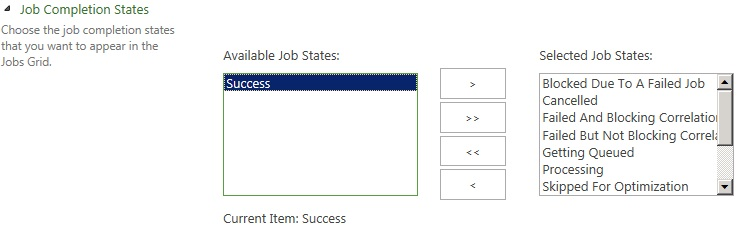 Job Completion States
Choose the job completion states
that you want to appear in the
Jobs Grid.
Available Job States:
Success
Current Item: Success
>
>>
<<
<
Selected Job States:
Blocked Due To A Failed Job
Cancelled
Failed And Blocking Correlation
Failed But Not Blocking Correla
Getting Queued
Processing
Skipped For Optimization